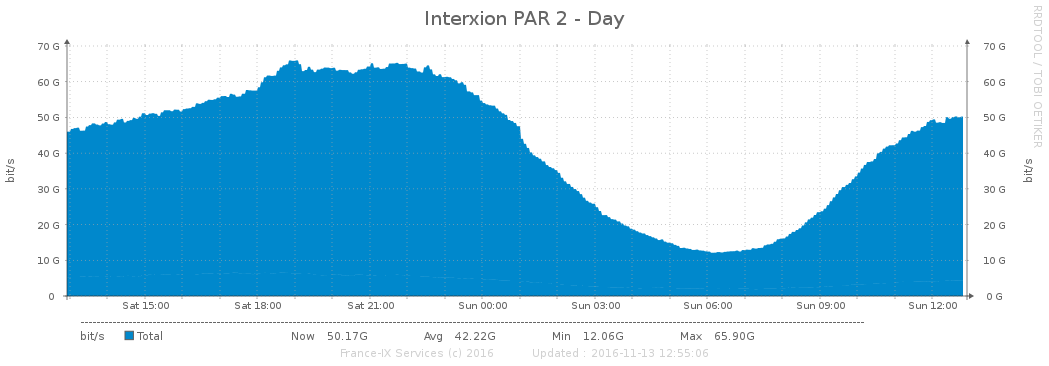 Interxion PAR 2 - Day
RRDTOOL / TOBI OETIKER
bit/s
70 G
60 G
50 G
40 G
30 G
20 G
10 G
0
70 G
60 G
50 G
40 G
30 G
20 G
10 G
0 G
bit/s
Sat 15:00 Sat 18:00 Sat 21:00 Sun 00:00 Sun 03:00 Sun 06:00 Sun 09:00 Sun 12:00
bit/s Total Now 50.17G Avg 42.22G Min 12.06G Max 65.90G
France-IX Services (c) 2016 Updated : 2016-11-13 12:55:06